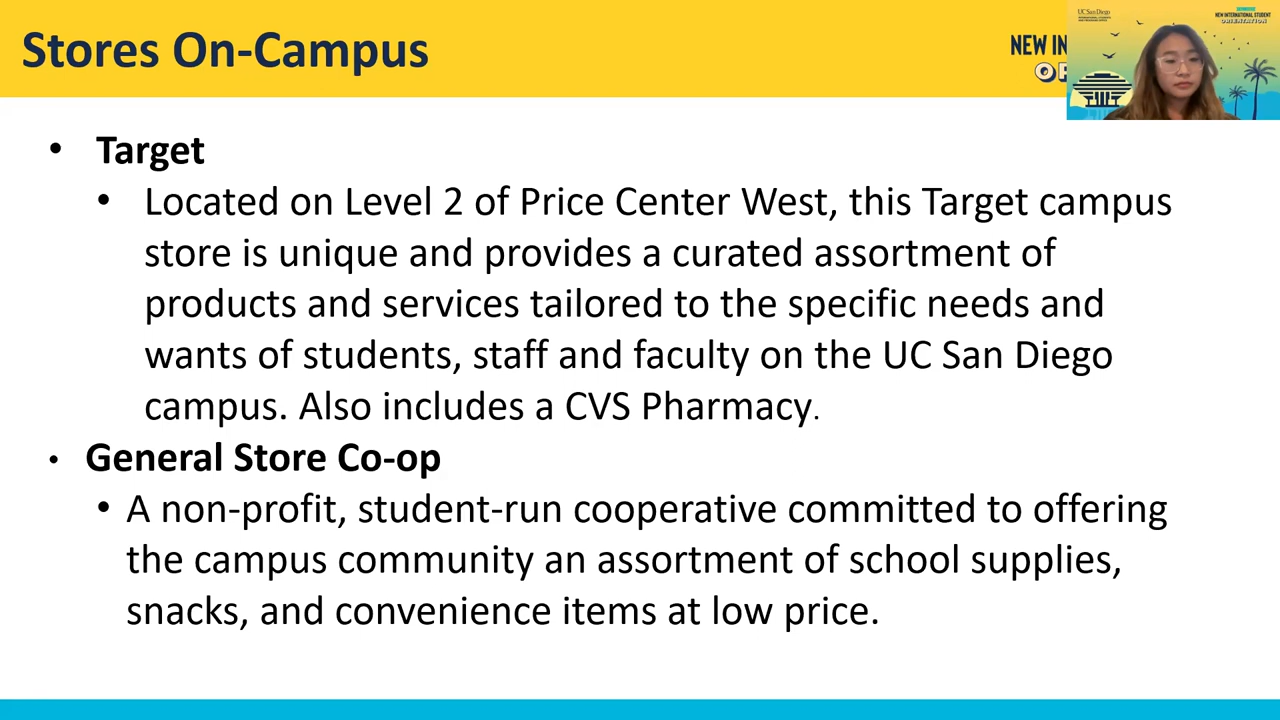 Stores On-Campus
NEW IN
UC San Diego
NEW INTERNATIONAL STUDENT
ORIENTATION
• Target
• Located on Level 2 of Price Center West, this Target campus
store is unique and provides a curated assortment of
products and services tailored to the specific needs and
wants of students, staff and faculty on the UC San Diego
campus. Also includes a CVS Pharmacy.
• General Store Co-op
• A non-profit, student-run cooperative committed to offering
the campus community an assortment of school supplies,
snacks, and convenience items at low price.